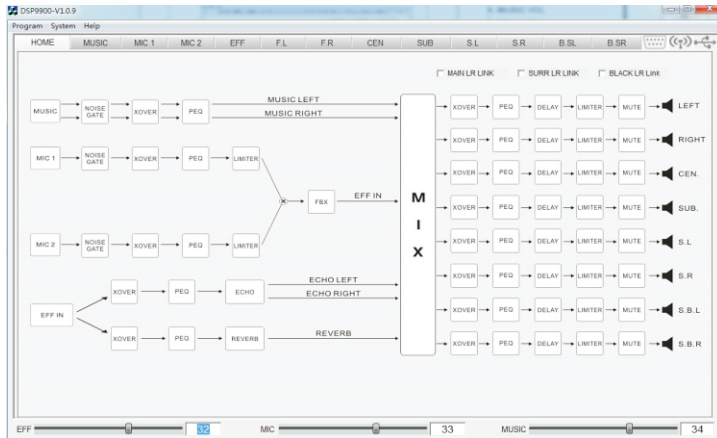 DSP9900-V1.0.9
Program System Help
HOME MUSIC MIC 1 MIC 2 EFF F.L F.R CEN SUB S.L S.R B.SL B.SR
MAIN LR LINK SURR LR LINK BLACK LR Link
MUSIC NOISE GATE XOVER PEQ MUSIC LEFT
MUSIC RIGHT
MIC 1 NOISE GATE XOVER PEQ LIMITER
FBX EFF IN
MIC 2 NOISE GATE XOVER PEQ LIMITER
EFF IN
XOVER PEQ ECHO ECHO LEFT
ECHO RIGHT
XOVER PEQ REVERB REVERB
MIX
XOVER PEQ DELAY LIMITER MUTE LEFT
XOVER PEQ DELAY LIMITER MUTE RIGHT
XOVER PEQ DELAY LIMITER MUTE CEN.
XOVER PEQ DELAY LIMITER MUTE SUB.
XOVER PEQ DELAY LIMITER MUTE S.L
XOVER PEQ DELAY LIMITER MUTE S.R
XOVER PEQ DELAY LIMITER MUTE S.B.L
XOVER PEQ DELAY LIMITER MUTE S.B.R
EFF 32 MIC 33 MUSIC 34